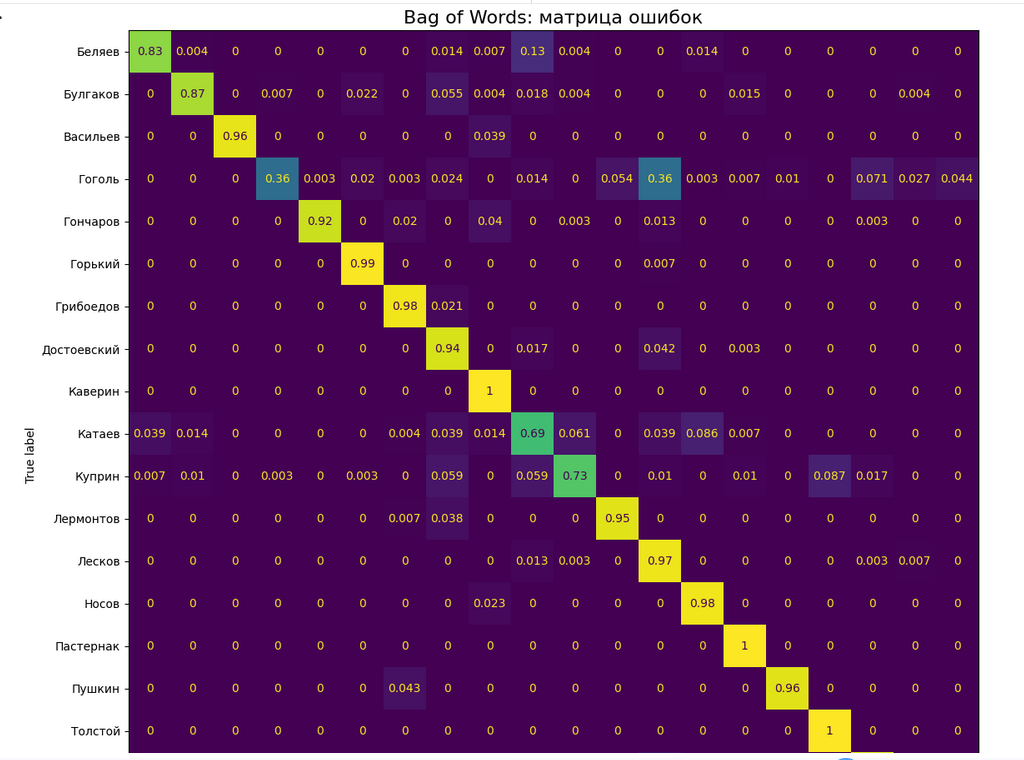 Bag of Words: матрица ошибок
Беляев 0.83 0.004 0 0 0 0 0 0.014 0.007 0.13 0.004 0 0 0.014 0 0 0 0 0 0
Булгаков 0 0.87 0 0.007 0 0.022 0 0.055 0.004 0.018 0.004 0 0 0 0.015 0 0 0 0.004 0
Васильев 0 0 0.96 0 0 0 0 0 0.039 0 0 0 0 0 0 0 0 0 0 0
Гоголь 0 0 0 0.36 0.003 0.02 0.003 0.024 0 0.014 0 0.054 0.36 0.003 0.007 0.01 0 0.071 0.027 0.044
Гончаров 0 0 0 0 0.92 0 0.02 0 0.04 0 0.003 0 0.013 0 0 0 0 0.003 0 0
Горький 0 0 0 0 0 0.99 0 0 0 0 0 0 0.007 0 0 0 0 0 0 0
Грибоедов 0 0 0 0 0 0 0.98 0.021 0 0 0 0 0 0 0 0 0 0 0 0
Достоевский 0 0 0 0 0 0 0 0.94 0 0.017 0 0 0.042 0 0.003 0 0 0 0 0
Каверин 0 0 0 0 0 0 0 0 1 0 0 0 0 0 0 0 0 0 0 0
Катаев 0.039 0.014 0 0 0 0 0.004 0.039 0.014 0.69 0.061 0 0.039 0.086 0.007 0 0 0 0 0
Куприн 0.007 0.01 0 0.003 0 0.003 0 0.059 0 0.059 0.73 0 0.01 0 0.01 0 0.087 0.017 0 0
Лермонтов 0 0 0 0 0 0 0.007 0.038 0 0 0 0.95 0 0 0 0 0 0 0 0
Лесков 0 0 0 0 0 0 0 0 0 0.013 0.003 0 0.97 0 0 0 0 0.003 0.007 0
Носов 0 0 0 0 0 0 0 0 0.023 0 0 0 0 0.98 0 0 0 0 0 0
Пастернак 0 0 0 0 0 0 0 0 0 0 0 0 0 0 1 0 0 0 0 0
Пушкин 0 0 0 0 0 0 0.043 0 0 0 0 0 0 0 0 0.96 0 0 0 0
Толстой 0 0 0 0 0 0 0 0 0 0 0 0 0 0 0 0 1 0 0 0
True label